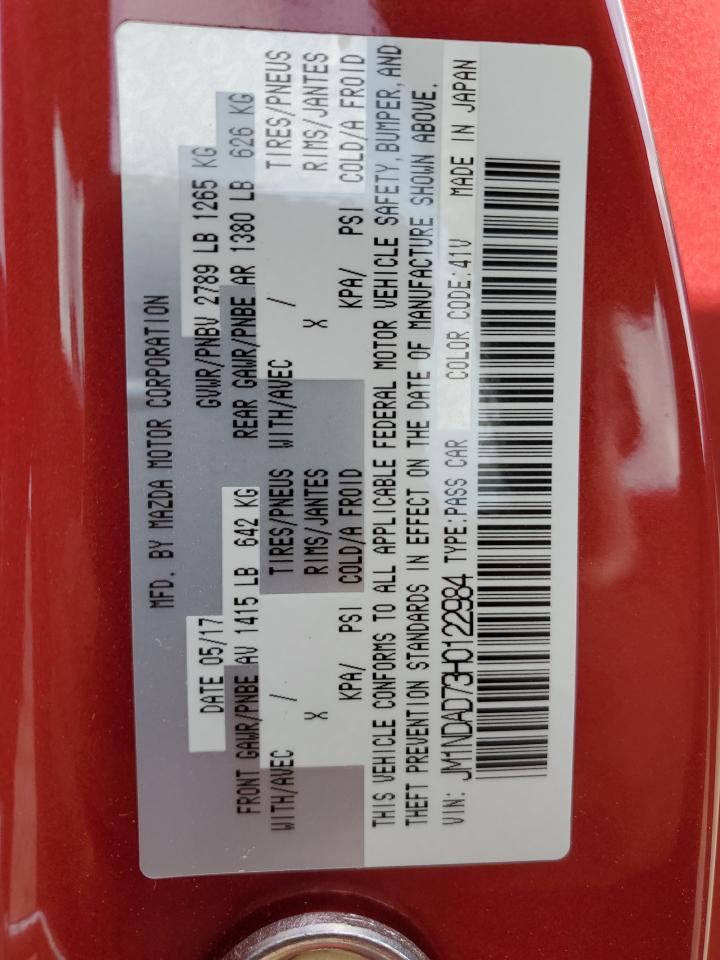 MFD. BY MAZDA MOTOR CORPORATION
DATE 05/17 GVWR/PNBV 2789 LB 1265 KG
FRONT GAWR/PNBE AV 1415 LB 642 KG REAR GAWR/PNBE AR 1380 LB 626 KG
WITH/AVEC / TIRES/PNEUS WITH/AVEC / TIRES/PNEUS
X RIMS/JANTES X RIMS/JANTES
KPA/ PSI COLD/A FROID KPA/ PSI COLD/A FROID
THIS VEHICLE CONFORMS TO ALL APPLICABLE FEDERAL MOTOR VEHICLE SAFETY, BUMPER, AND
THEFT PREVENTION STANDARDS IN EFFECT ON THE DATE OF MANUFACTURE SHOWN ABOVE.
VIN: JM1NDAD73H0122984 TYPE:PASS CAR COLOR CODE:41V MADE IN JAPAN